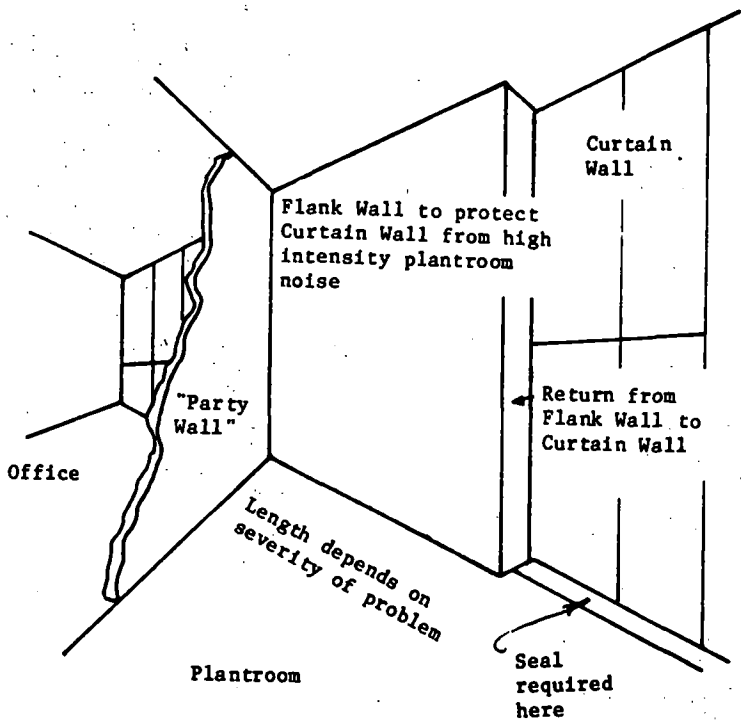 Curtain
Wall
Flank Wall to protect
Curtain Wall from high
intensity plantroom
noise
"Party
Wall"
Return from
Flank Wall to
Curtain Wall
Office
Length depends on
severity of problem
Plantroom
Seal
required
here